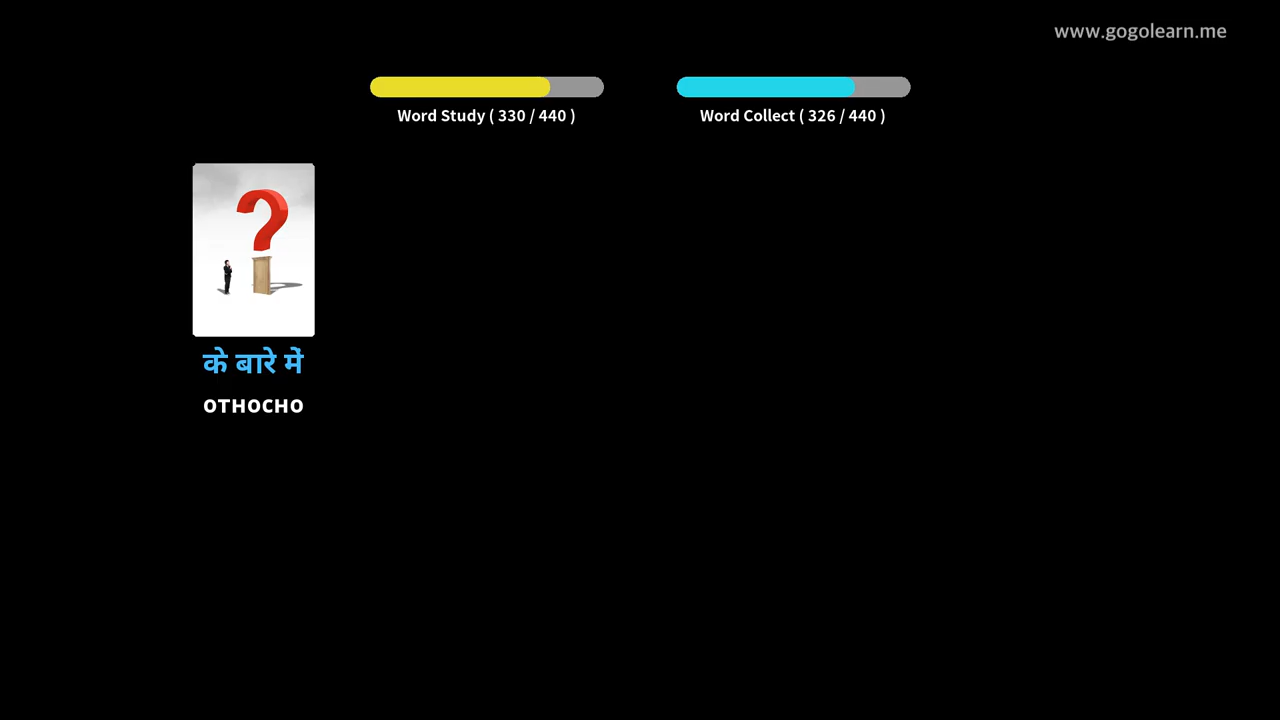 www.gogolearn.me
Word Study ( 330 / 440 )
Word Collect ( 326 / 440 )
के बारे में
OTHOCHO